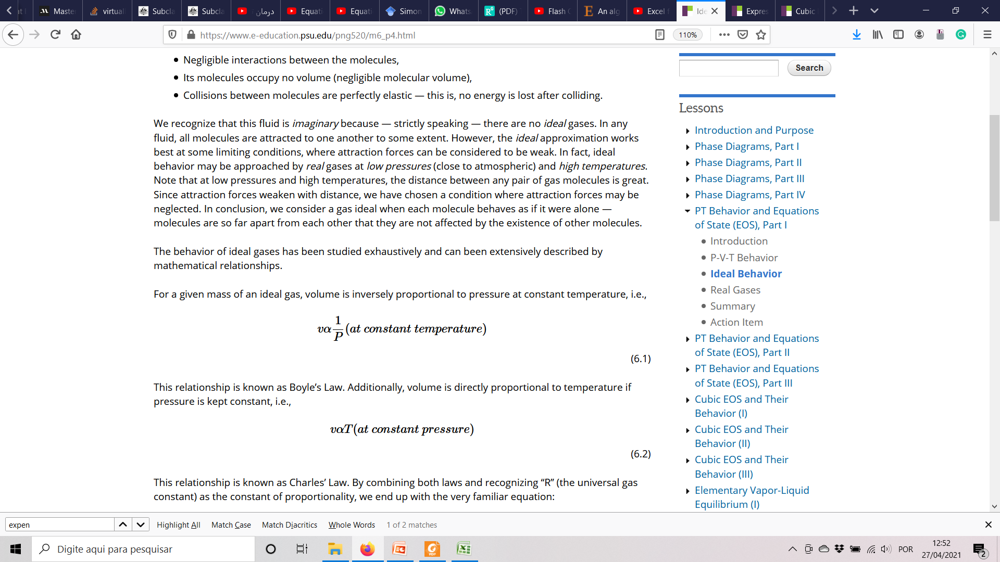 Master
virtual
Subcla
Subcla
درمان
Equati
Equati
Simon
Whats
(PDF)
Flash
An alg
Excel
Ide
Expres
Cubic
https://www.e-education.psu.edu/png520/m6_p4.html
110%
• Negligible interactions between the molecules,
• Its molecules occupy no volume (negligible molecular volume),
• Collisions between molecules are perfectly elastic — this is, no energy is lost after colliding.
We recognize that this fluid is imaginary because — strictly speaking — there are no ideal gases. In any
fluid, all molecules are attracted to one another to some extent. However, the ideal approximation works
best at some limiting conditions, where attraction forces can be considered to be weak. In fact, ideal
behavior may be approached by real gases at low pressures (close to atmospheric) and high temperatures.
Note that at low pressures and high temperatures, the distance between any pair of gas molecules is great.
Since attraction forces weaken with distance, we have chosen a condition where attraction forces may be
neglected. In conclusion, we consider a gas ideal when each molecule behaves as if it were alone —
molecules are so far apart from each other that they are not affected by the existence of other molecules.
The behavior of ideal gases has been studied exhaustively and can been extensively described by
mathematical relationships.
For a given mass of an ideal gas, volume is inversely proportional to pressure at constant temperature, i.e.,
vα 1/P (at constant temperature)
(6.1)
This relationship is known as Boyle’s Law. Additionally, volume is directly proportional to temperature if
pressure is kept constant, i.e.,
vαT(at constant pressure)
(6.2)
This relationship is known as Charles’ Law. By combining both laws and recognizing “R” (the universal gas
constant) as the constant of proportionality, we end up with the very familiar equation:
Search
Lessons
Introduction and Purpose
Phase Diagrams, Part I
Phase Diagrams, Part II
Phase Diagrams, Part III
Phase Diagrams, Part IV
PT Behavior and Equations
of State (EOS), Part I
• Introduction
• P-V-T Behavior
• Ideal Behavior
• Real Gases
• Summary
• Action Item
PT Behavior and Equations
of State (EOS), Part II
PT Behavior and Equations
of State (EOS), Part III
Cubic EOS and Their
Behavior (I)
Cubic EOS and Their
Behavior (II)
Cubic EOS and Their
Behavior (III)
Elementary Vapor-Liquid
Equilibrium (I)
expen
Highlight All
Match Case
Match Diacritics
Whole Words
1 of 2 matches
Digite aqui para pesquisar
POR
12:52
27/04/2021
2